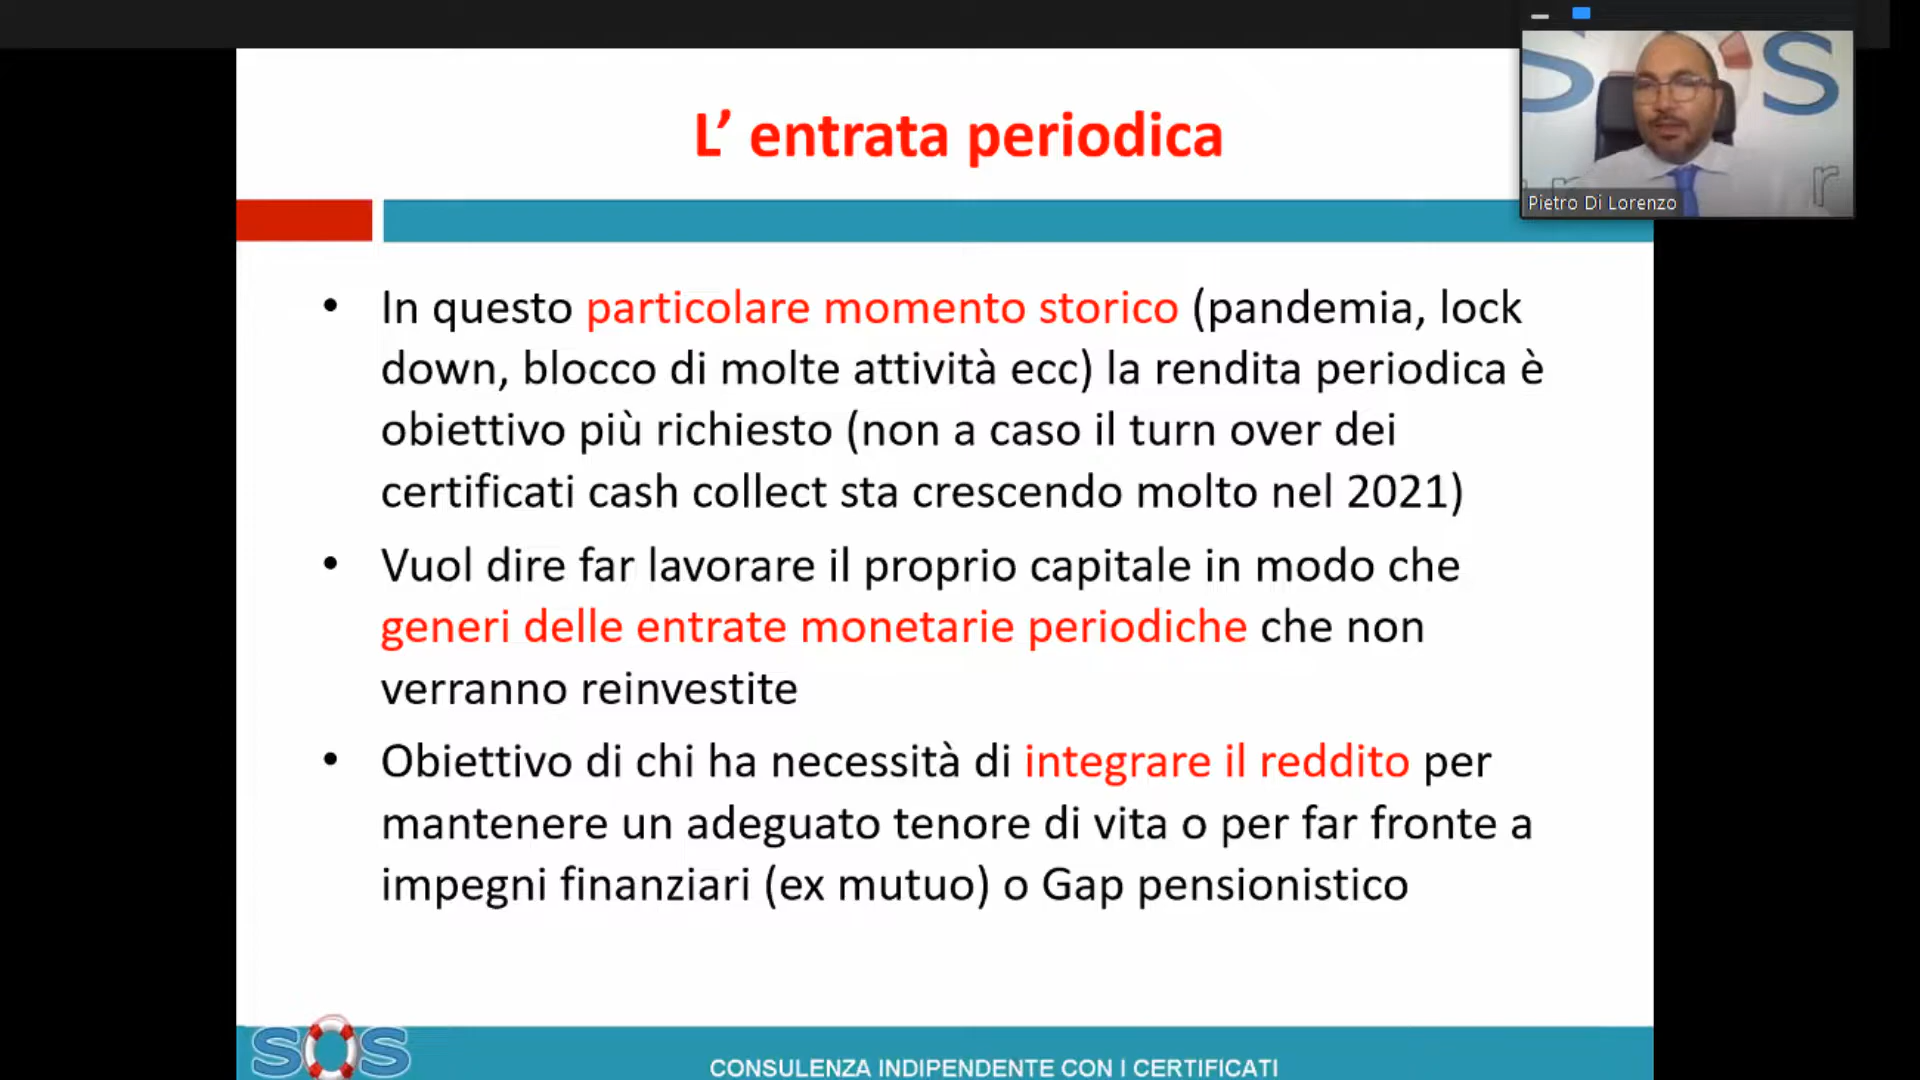 L’ entrata periodica
SOS
r
Pietro Di Lorenzo
• In questo particolare momento storico (pandemia, lock
down, blocco di molte attività ecc) la rendita periodica è
obiettivo più richiesto (non a caso il turn over dei
certificati cash collect sta crescendo molto nel 2021)
• Vuol dire far lavorare il proprio capitale in modo che
generi delle entrate monetarie periodiche che non
verranno reinvestite
• Obiettivo di chi ha necessità di integrare il reddito per
mantenere un adeguato tenore di vita o per far fronte a
impegni finanziari (ex mutuo) o Gap pensionistico
SOS
CONSULENZA INDIPENDENTE CON I CERTIFICATI